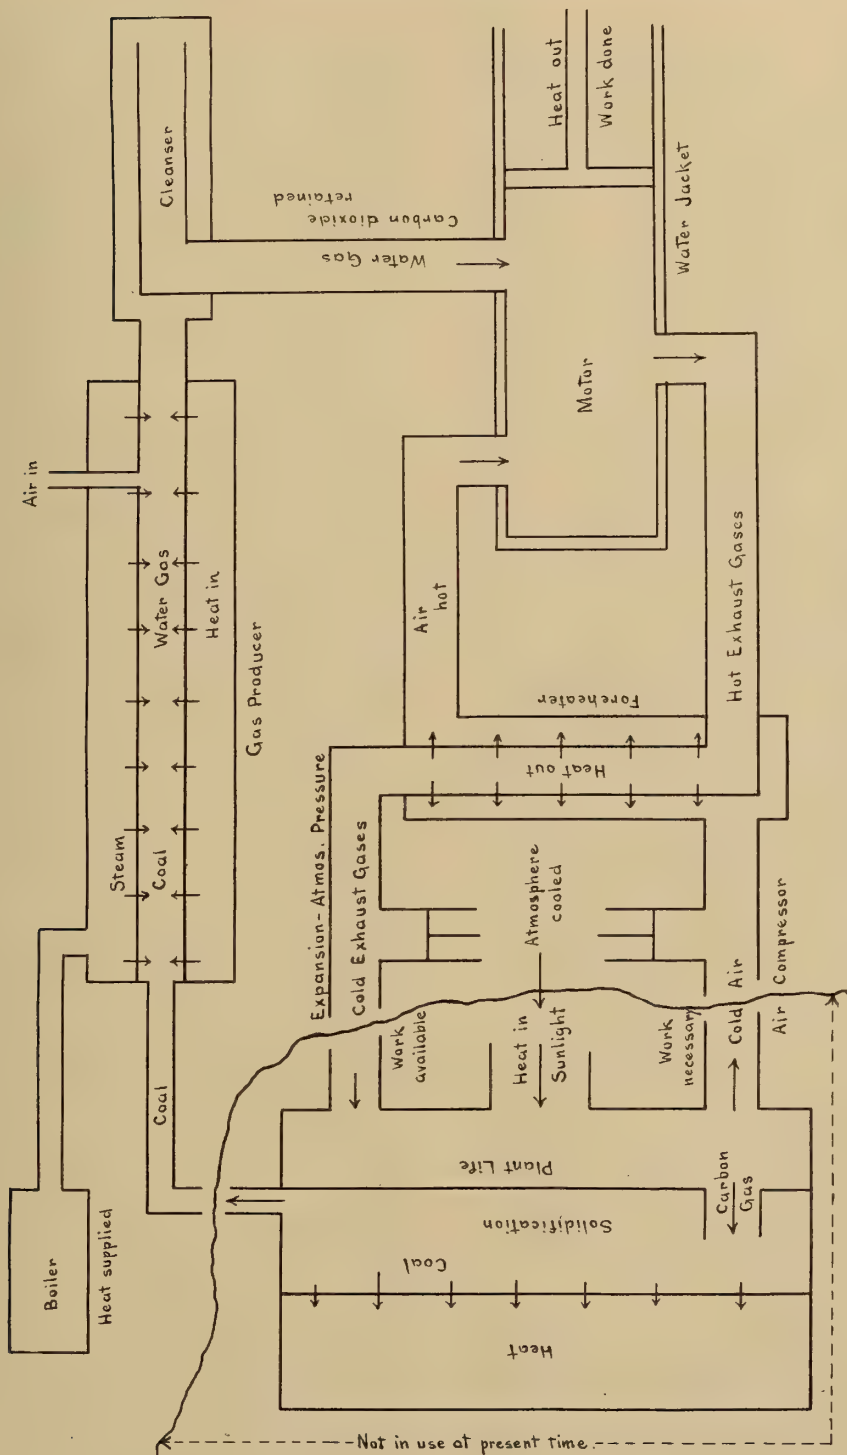 Boiler
Heat supplied
Coal
Steam
Coal
Water Gas
Heat in
Gas Producer
Air in
Cleanser
Carbon dioxide
retained
Water Gas
Heat out
Work done
Water Jacket
Motor
Air
hot
Foreheater
Hot Exhaust Gases
Heat out
Expansion-Atmos. Pressure
Cold Exhaust Gases
Atmosphere
cooled
Work
available
Heat in
Sunlight
Work
necessary
Cold Air
Air Compressor
Plant Life
Carbon
Gas
Solidification
Coal
Heat
Not in use at present time.